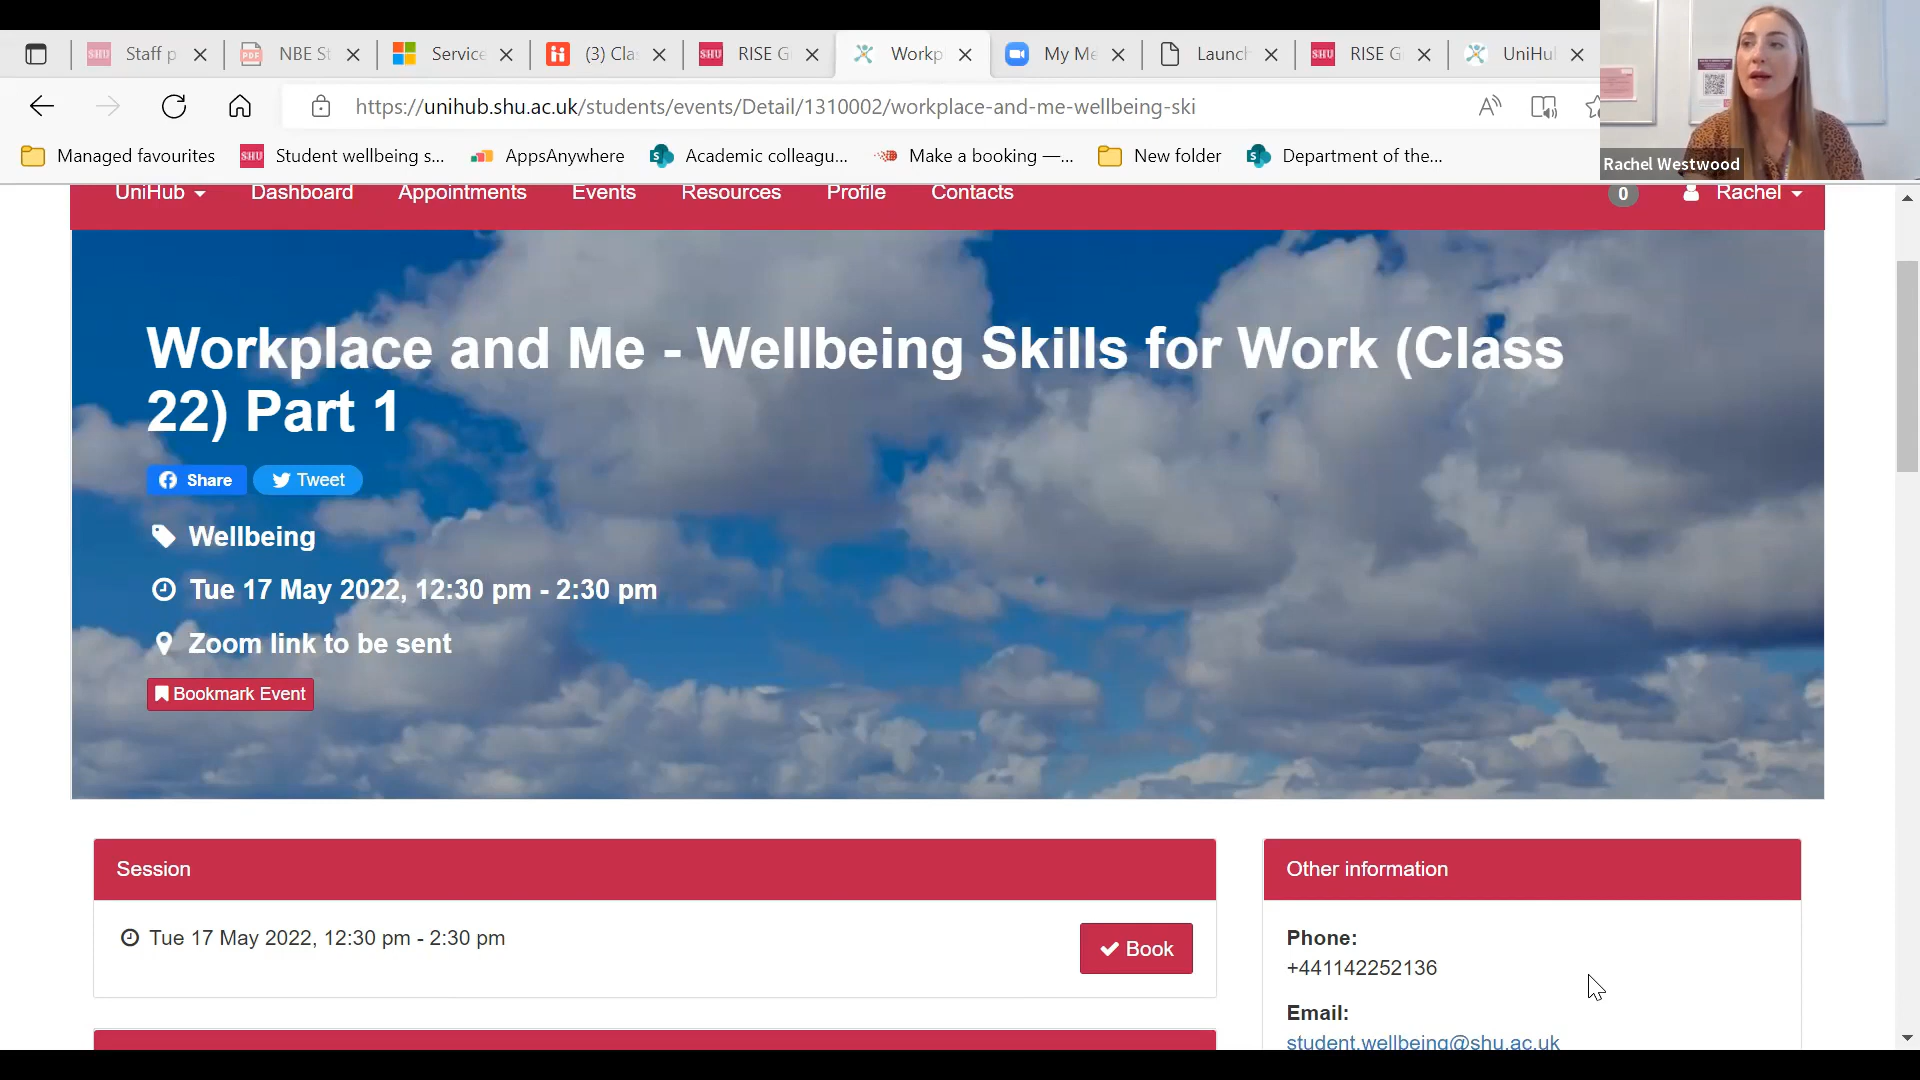 SHU Staff p
PDF NBE St
Service
(3) Cla
SHU RISE G
Workp
My Me
Launch
SHU RISE G
UniHul
https://unihub.shu.ac.uk/students/events/Detail/1310002/workplace-and-me-wellbeing-ski
Managed favourites
SHU Student wellbeing s...
AppsAnywhere
Academic colleagu...
Make a booking —...
New folder
Department of the...
Rachel Westwood
UniHub Dashboard Appointments Events Resources Profile Contacts
0 Rachel
Workplace and Me - Wellbeing Skills for Work (Class
22) Part 1
Share Tweet
Wellbeing
Tue 17 May 2022, 12:30 pm - 2:30 pm
Zoom link to be sent
Bookmark Event
Session
Tue 17 May 2022, 12:30 pm - 2:30 pm
Book
Other information
Phone:
+441142252136
Email:
student.wellbeing@shu.ac.uk